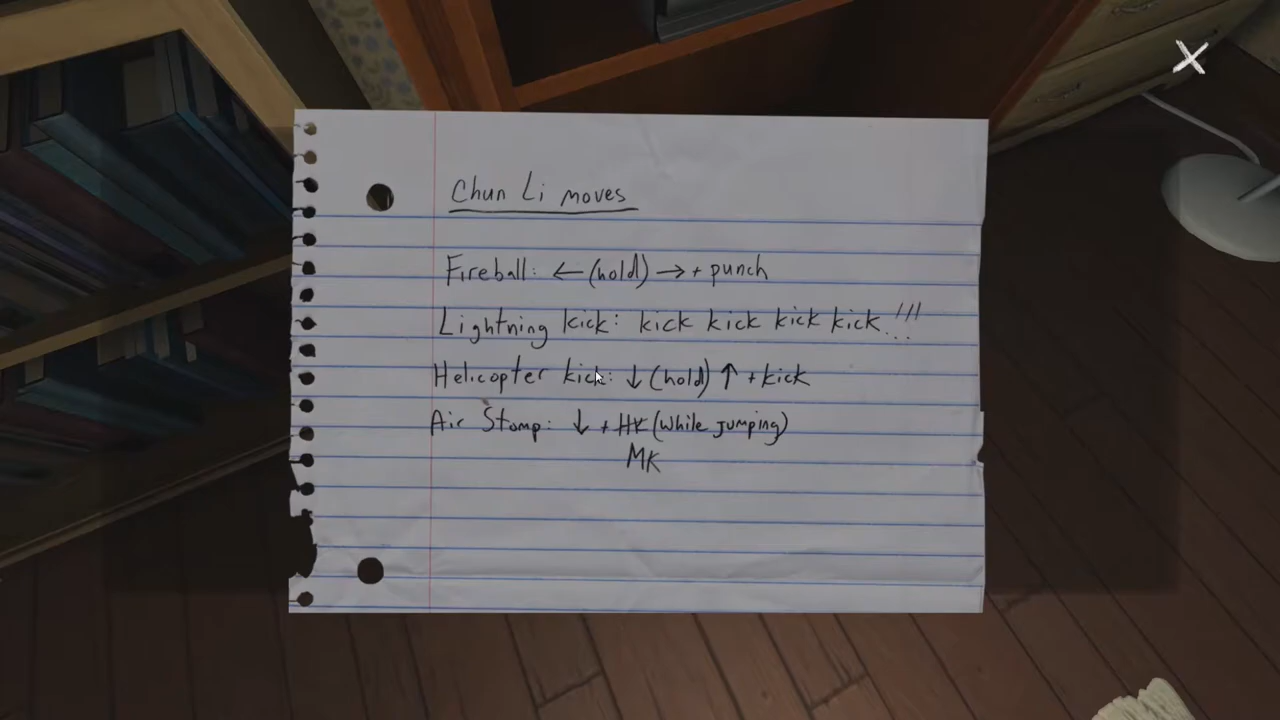 Chun Li moves
Fireball: ← (hold) → + punch
Lightning kick: kick kick kick kick!!!
Helicopter kick: ↓ (hold) ↑ + kick
Air Stomp: ↓ + HK (while jumping)
MK